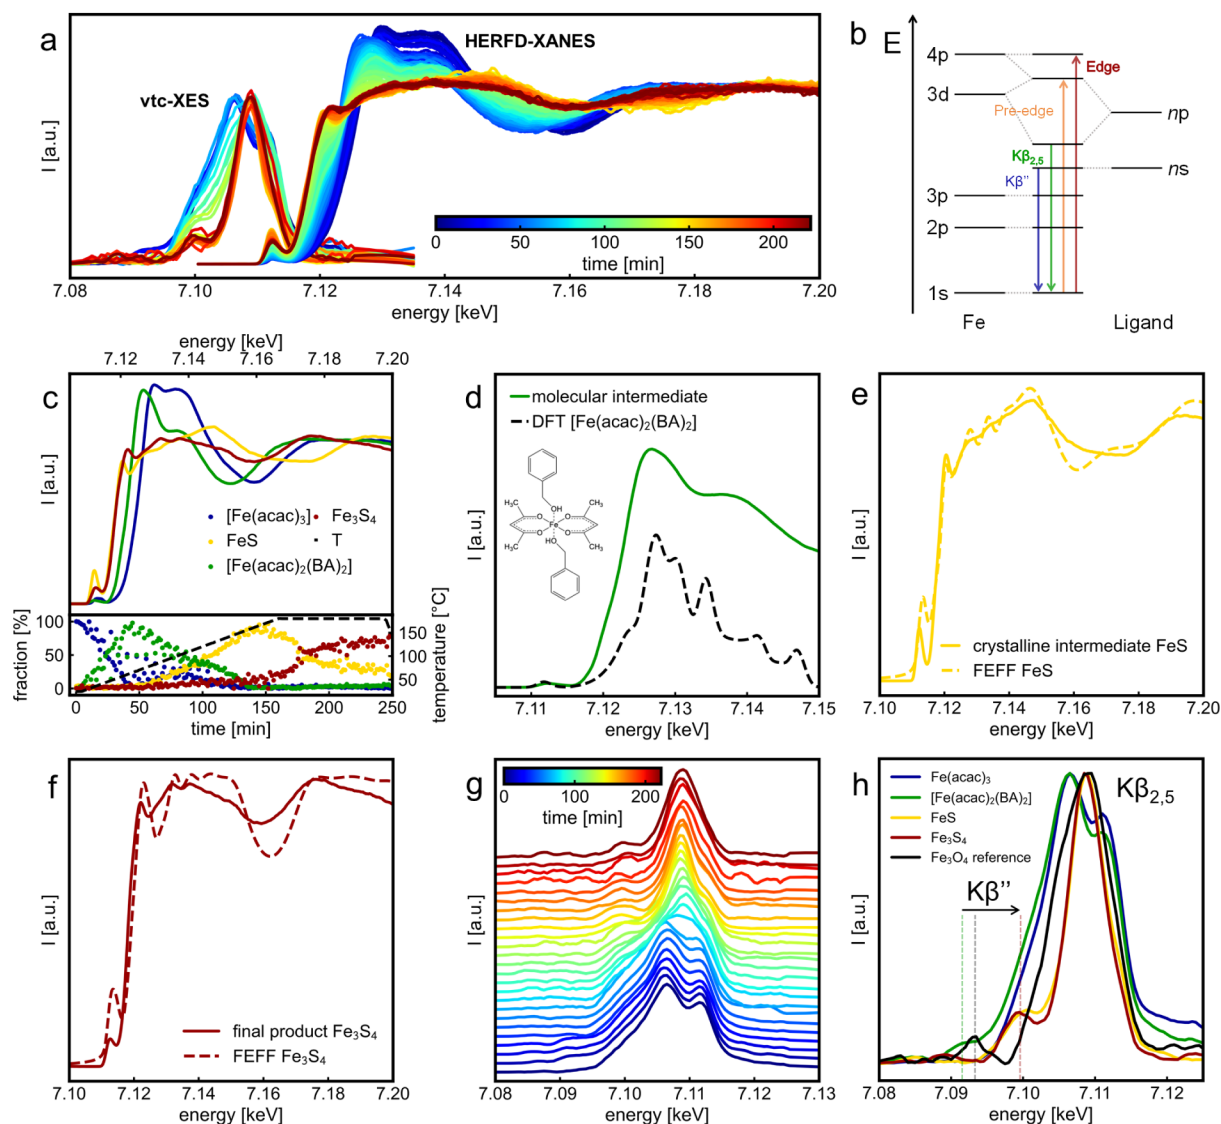 a
vtc-XES
HERFD-XANES
I [a.u.]
0 50 100 150 200
time [min]
7.08 7.10 7.12 7.14 7.16 7.18 7.20
energy [keV]
b
E
4p
3d
3p
2p
1s
Edge
Pre-edge
Kβ2,5
Kβ''
np
ns
Fe
Ligand
energy [keV]
7.12 7.14 7.16 7.18 7.20
c
I [a.u.]
[Fe(acac)₃]
FeS
[Fe(acac)₂(BA)₂]
Fe₃S₄
T
fraction [%]
100
50
0
150
100
50
temperature [°C]
0 50 100 150 200 250
time [min]
d
molecular intermediate
DFT [Fe(acac)₂(BA)₂]
CH₃
H₃C
OH
O
O
Fe
O
O
HO
CH₃
H₃C
I [a.u.]
7.11 7.12 7.13 7.14 7.15
energy [keV]
e
I [a.u.]
crystalline intermediate FeS
FEFF FeS
7.10 7.12 7.14 7.16 7.18 7.20
energy [keV]
f
I [a.u.]
final product Fe₃S₄
FEFF Fe₃S₄
7.10 7.12 7.14 7.16 7.18 7.20
energy [keV]
g
0 100 200
time [min]
I [a.u.]
7.09 7.10 7.11 7.12 7.13
energy [keV]
h
Fe(acac)₃
[Fe(acac)₂(BA)₂]
FeS
Fe₃S₄
Fe₃O₄ reference
Kβ2,5
Kβ''
I [a.u.]
7.08 7.09 7.10 7.11 7.12
energy [keV]